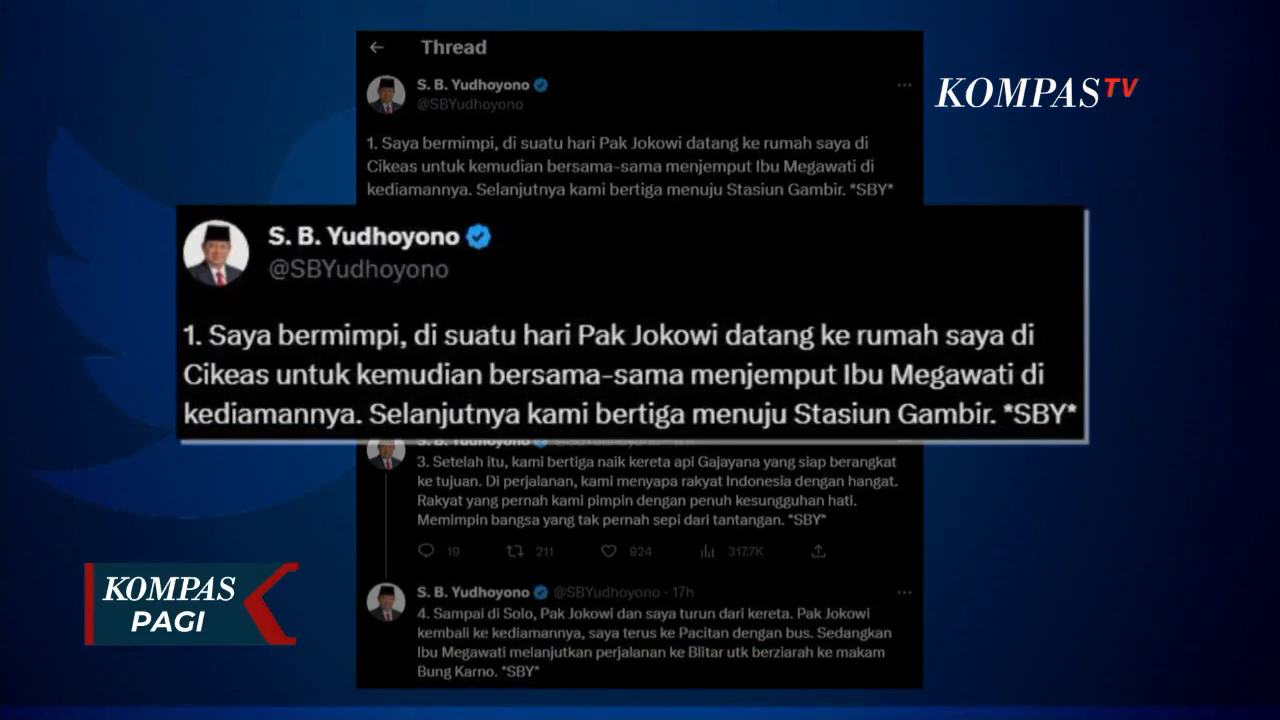 Thread
KOMPAS TV
S. B. Yudhoyono
@SBYudhoyono
1. Saya bermimpi, di suatu hari Pak Jokowi datang ke rumah saya di
Cikeas untuk kemudian bersama-sama menjemput Ibu Megawati di
kediamannya. Selanjutnya kami bertiga menuju Stasiun Gambir. *SBY*
S. B. Yudhoyono
@SBYudhoyono
1. Saya bermimpi, di suatu hari Pak Jokowi datang ke rumah saya di
Cikeas untuk kemudian bersama-sama menjemput Ibu Megawati di
kediamannya. Selanjutnya kami bertiga menuju Stasiun Gambir. *SBY*
S. B. Yudhoyono
3. Setelah itu, kami bertiga naik kereta api Gajayana yang siap berangkat
ke tujuan. Di perjalanan, kami menyapa rakyat Indonesia dengan hangat.
Rakyat yang pernah kami pimpin dengan penuh kesungguhan hati.
Memimpin bangsa yang tak pernah sepi dari tantangan. *SBY*
19 211 924 317.7K
S. B. Yudhoyono @SBYudhoyono · 17h
4. Sampai di Solo, Pak Jokowi dan saya turun dari kereta. Pak Jokowi
kembali ke kediamannya, saya terus ke Pacitan dengan bus. Sedangkan
Ibu Megawati melanjutkan perjalanan ke Blitar utk berziarah ke makam
Bung Karno. *SBY*
KOMPAS
PAGI